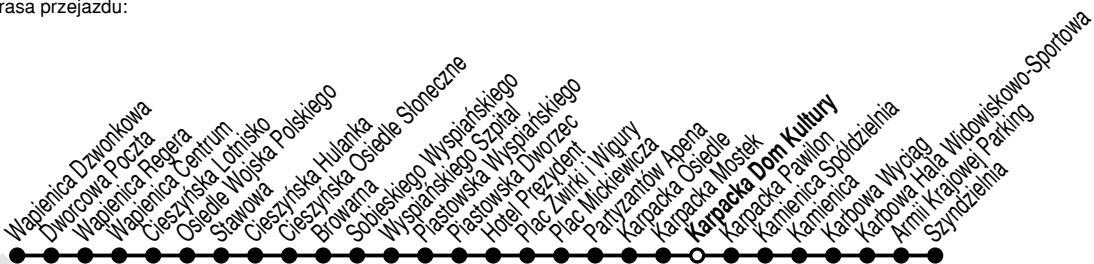 rasa przejazdu:
Wapienica Dzwonkowa
Dworcowa Poczta
Wapienica Regera
Wapienica Centrum
Cieszyńska Lotnisko
Osiedle Wojska Polskiego
Stawowa
Cieszyńska Hulanka
Cieszyńska Osiedle Słoneczne
Browarna
Sobieskiego Wyspiańskiego
Wyspiańskiego Szpital
Piastowska Wyspiańskiego
Piastowska Dworzec
Hotel Prezydent
Plac Żwirki i Wigury
Plac Mickiewicza
Partyzantów Apena
Karpacka Osiedle
Karpacka Mostek
Karpacka Dom Kultury
Karpacka Pawilon
Kamienica Spółdzielnia
Kamienica
Karbowa Wyciąg
Karbowa Hala Widowiskowo-Sportowa
Armii Krajowej Parking
Szyndzielnia